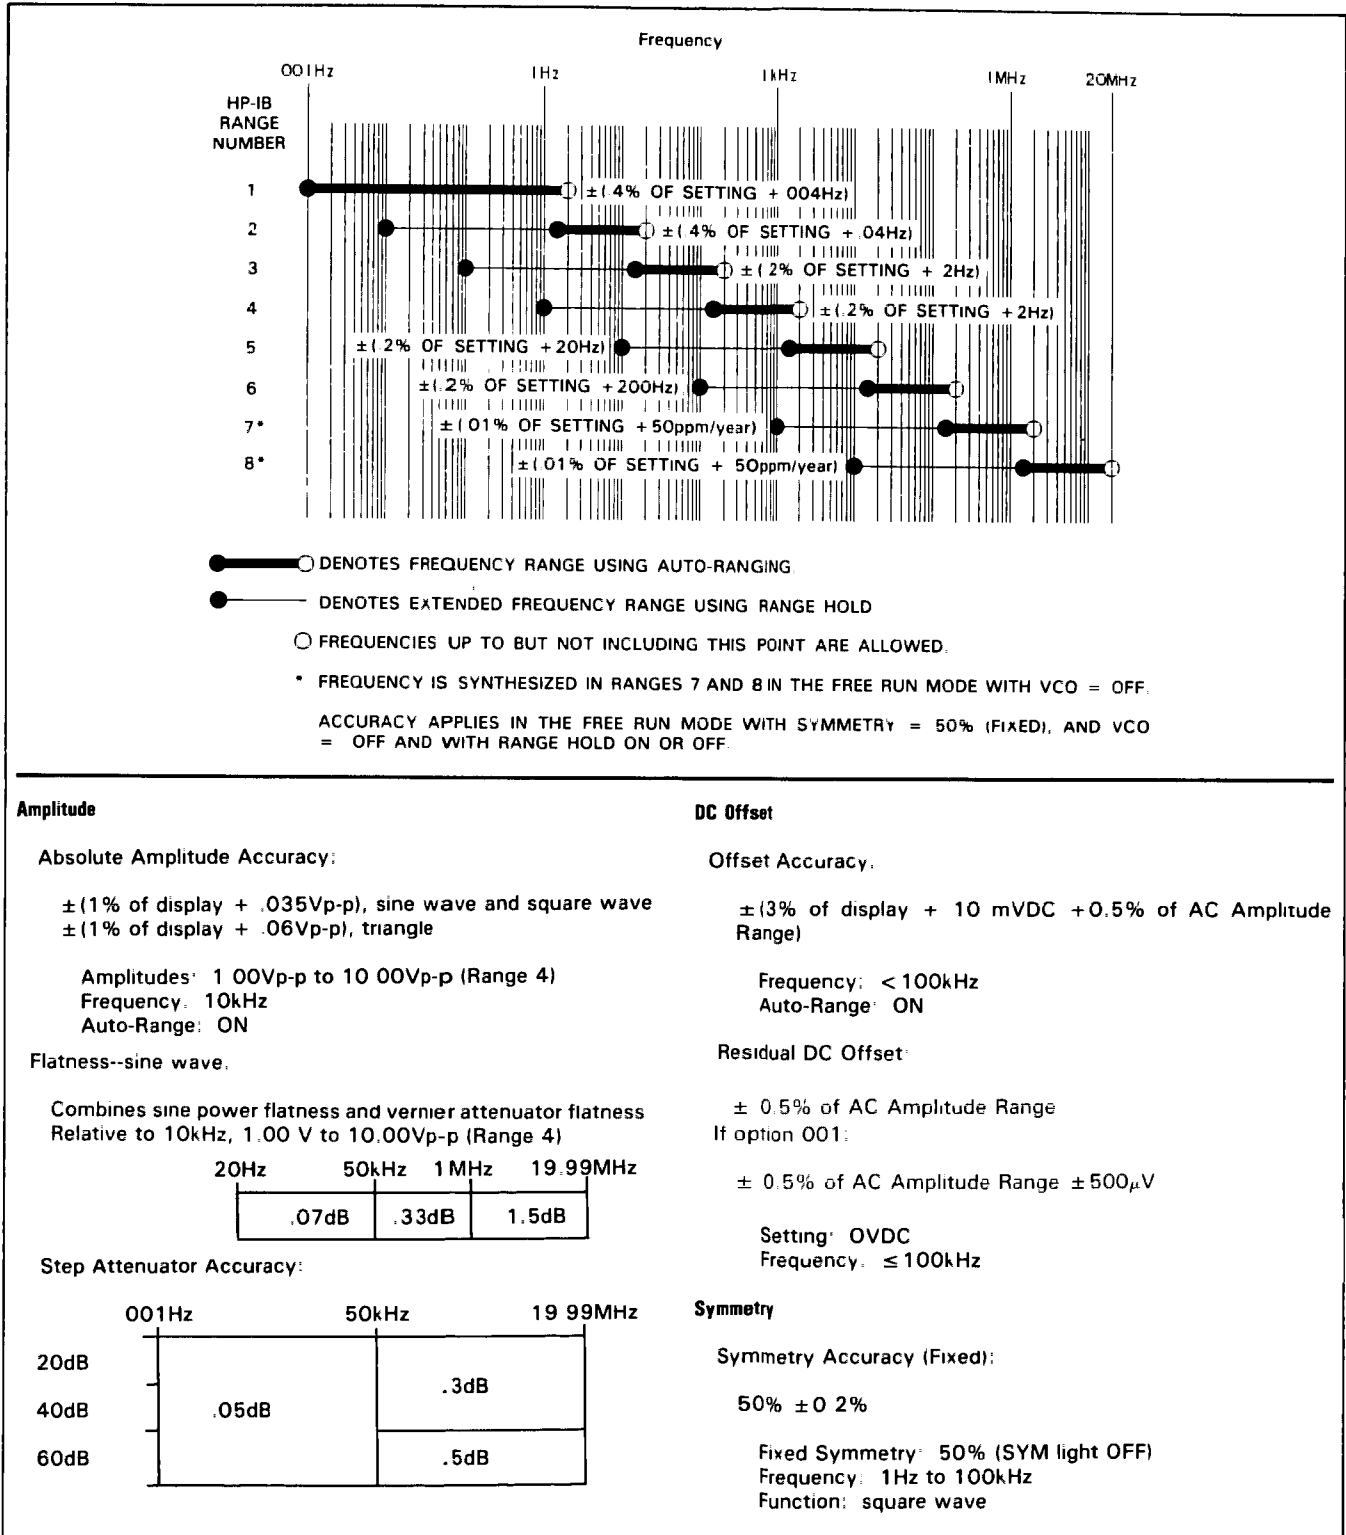 Frequency
001Hz 1Hz 1kHz 1MHz 20MHz
HP-IB
RANGE
NUMBER
1 ±(.4% OF SETTING + 004Hz)
2 ±(.4% OF SETTING + .04Hz)
3 ±(2% OF SETTING + 2Hz)
4 ±(.2% OF SETTING +2Hz)
5 ±(.2% OF SETTING +20Hz)
6 ±(.2% OF SETTING +200Hz)
7* ±(01% OF SETTING +50ppm/year)
8* ±(.01% OF SETTING + 50ppm/year)
DENOTES FREQUENCY RANGE USING AUTO-RANGING.
DENOTES EXTENDED FREQUENCY RANGE USING RANGE HOLD
FREQUENCIES UP TO BUT NOT INCLUDING THIS POINT ARE ALLOWED.
* FREQUENCY IS SYNTHESIZED IN RANGES 7 AND 8 IN THE FREE RUN MODE WITH VCO = OFF.
ACCURACY APPLIES IN THE FREE RUN MODE WITH SYMMETRY = 50% (FIXED), AND VCO
= OFF AND WITH RANGE HOLD ON OR OFF.
Amplitude
Absolute Amplitude Accuracy:
±(1% of display + .035Vp-p), sine wave and square wave
±(1% of display + .06Vp-p), triangle
Amplitudes: 1 00Vp-p to 10 00Vp-p (Range 4)
Frequency: 10kHz
Auto-Range: ON
Flatness--sine wave:
Combines sine power flatness and vernier attenuator flatness
Relative to 10kHz, 1.00 V to 10.00Vp-p (Range 4)
20Hz 50kHz 1MHz 19.99MHz
.07dB .33dB 1.5dB
Step Attenuator Accuracy:
001Hz 50kHz 19 99MHz
20dB
.3dB
40dB .05dB
60dB .5dB
DC Offset
Offset Accuracy:
±(3% of display + 10 mVDC +0.5% of AC Amplitude
Range)
Frequency: <100kHz
Auto-Range: ON
Residual DC Offset:
± 0.5% of AC Amplitude Range
If option 001:
± 0.5% of AC Amplitude Range ±500μV
Setting: 0VDC
Frequency: ≤100kHz
Symmetry
Symmetry Accuracy (Fixed):
50% ±0 2%
Fixed Symmetry: 50% (SYM light OFF)
Frequency: 1Hz to 100kHz
Function: square wave